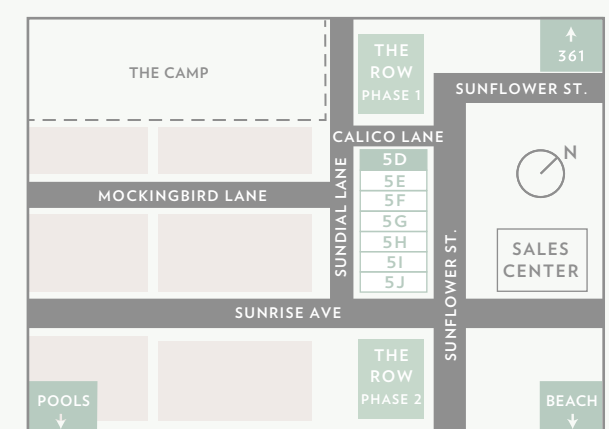 THE CAMP
THE
ROW
PHASE 1
↑
361
SUNFLOWER ST.
CALICO LANE
N
5D
5E
5F
5G
5H
5I
5J
MOCKINGBIRD LANE
SUNDIAL LANE
SUNFLOWER ST.
SALES
CENTER
SUNRISE AVE
THE
ROW
PHASE 2
POOLS
↓
BEACH
↓